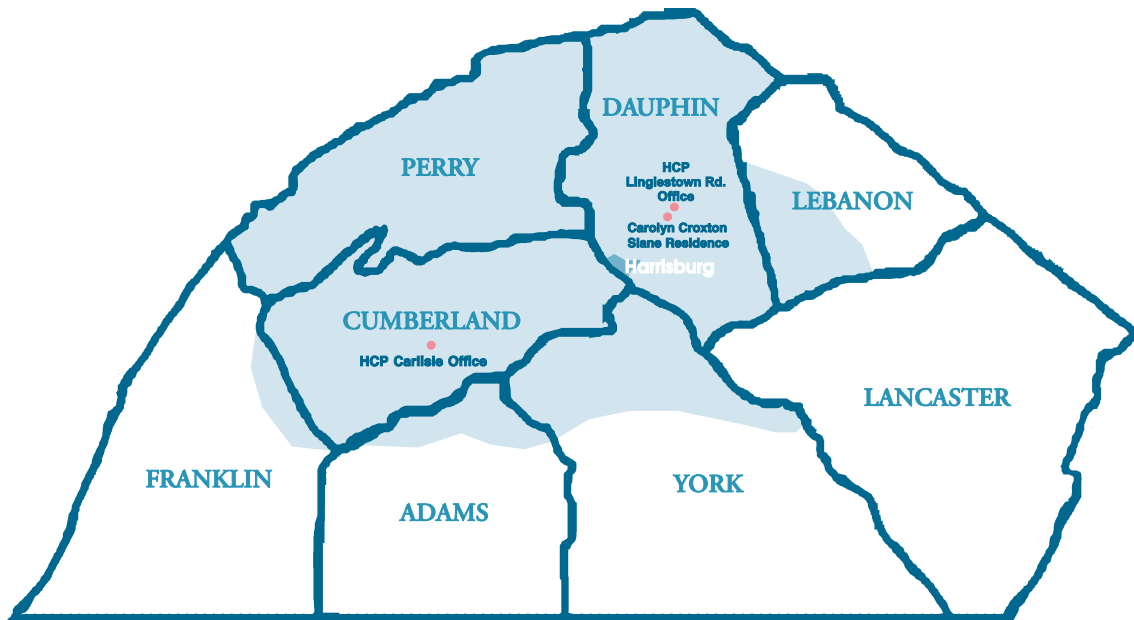 DAUPHIN
PERRY
HCP
Linglestown Rd.
Office
LEBANON
Carolyn Croxton
Slane Residence
Harrisburg
CUMBERLAND
HCP Carlisle Office
LANCASTER
FRANKLIN
YORK
ADAMS